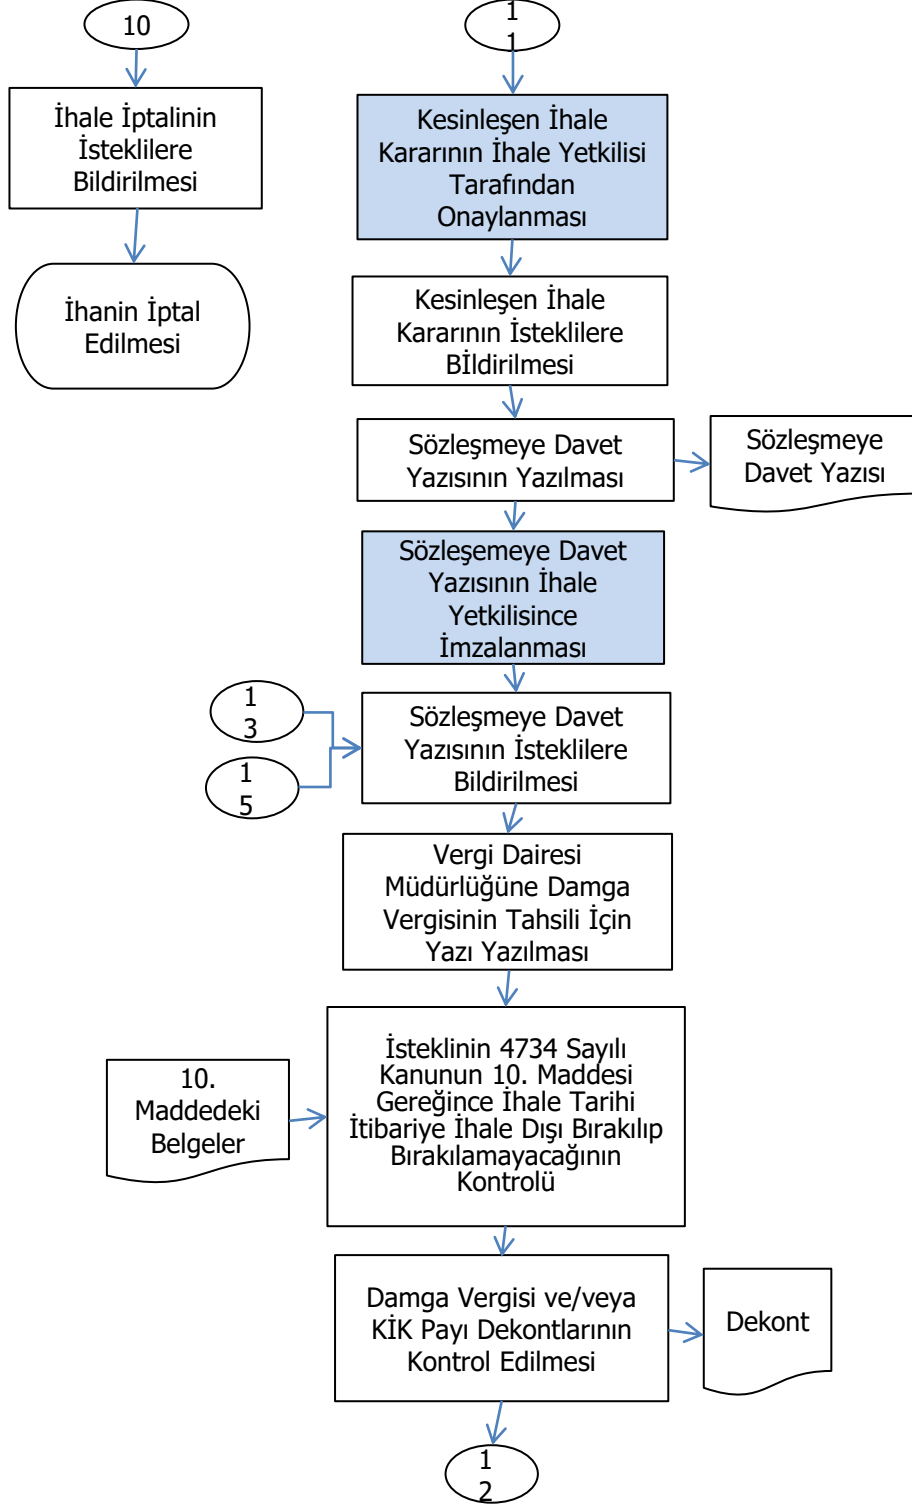 10
İhale İptalinin
İsteklilere
Bildirilmesi
İhanin İptal
Edilmesi
1
1
Kesinleşen İhale
Kararının İhale Yetkilisi
Tarafından
Onaylanması
Kesinleşen İhale
Kararının İsteklilere
Bİldirilmesi
Sözleşmeye Davet
Yazısının Yazılması
Sözleşmeye
Davet Yazısı
Sözleşemeye Davet
Yazısının İhale
Yetkilisince
İmzalanması
1
3
1
5
Sözleşmeye Davet
Yazısının İsteklilere
Bildirilmesi
Vergi Dairesi
Müdürlüğüne Damga
Vergisinin Tahsili İçin
Yazı Yazılması
10.
Maddedeki
Belgeler
İsteklinin 4734 Sayılı
Kanunun 10. Maddesi
Gereğince İhale Tarihi
İtibariye İhale Dışı Bırakılıp
Bırakılamayacağının
Kontrolü
Damga Vergisi ve/veya
KİK Payı Dekontlarının
Kontrol Edilmesi
Dekont
1
2